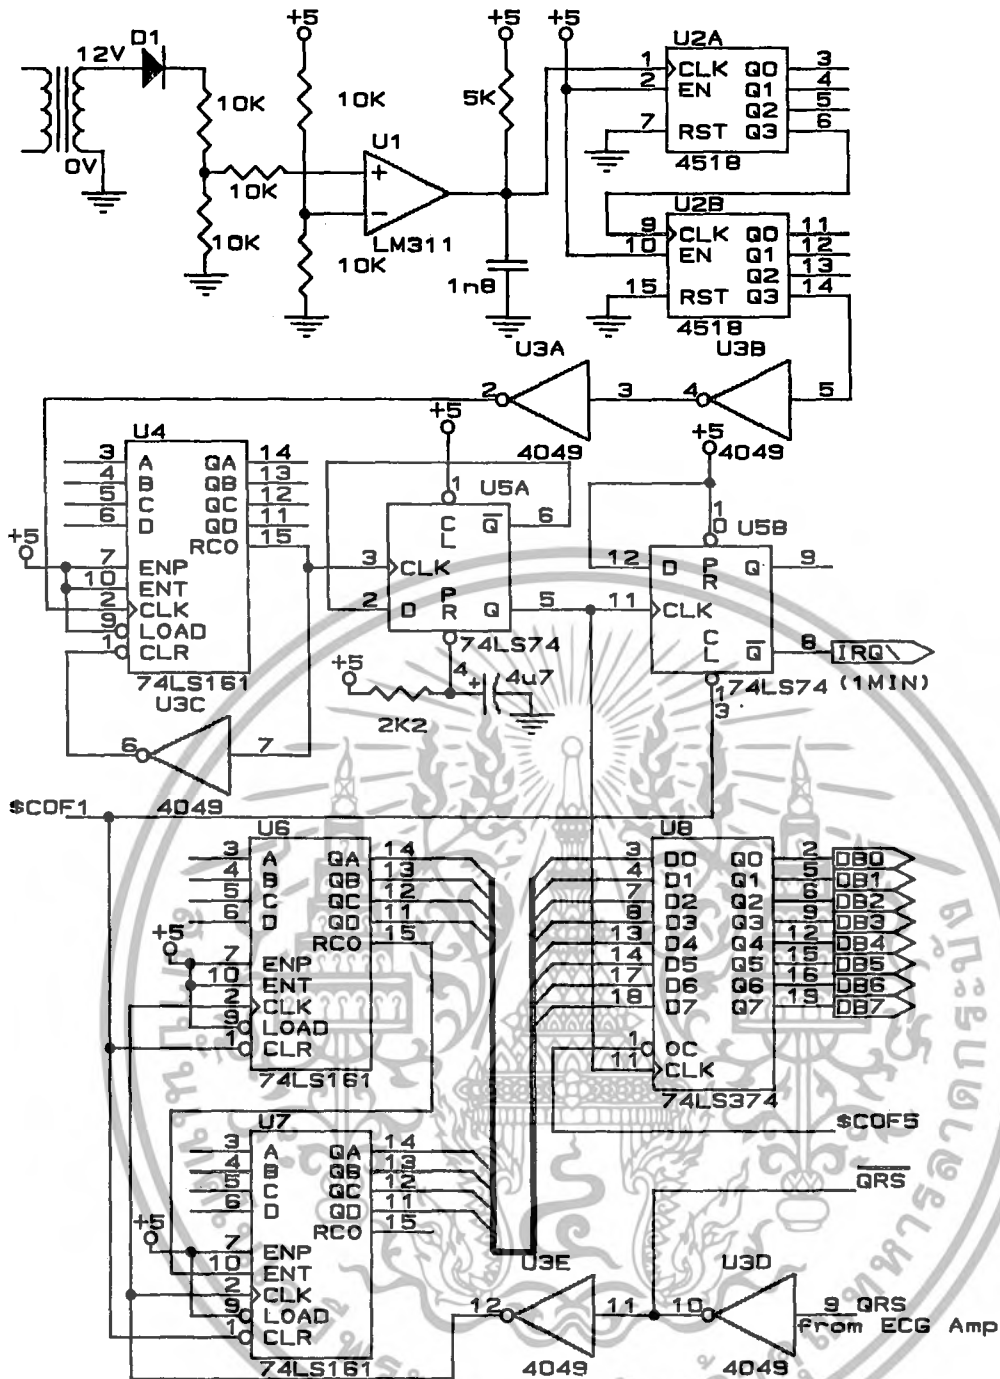 +5 +5 U2A
12V D1
1 CLK Q0 3
2 EN Q1 4
Q2 5
7 RST Q3 6
4518
10K 10K 5K
U1
0V 10K + -
LM311
10K 10K 1n8
U2B
9 CLK Q0 11
10 EN Q1 12
Q2 13
15 RST Q3 14
4518
U3A U3B
2 3 4 5
4049 4049
+5 +5
U4
3 A QA 14
4 B QB 13
5 C QC 12
6 D QD 11
RCO 15
+5
7 ENP
10 ENT
2 CLK
9 LOAD
1 CLR
74LS161
U5A
1 CL Q 6
3 CLK
2 D PR Q 5
74LS74
4
+5 2K2 + 4u7
U5B
10
12 D PR Q 9
11 CLK
CL Q 8 IRQ\
74LS74 (1MIN)
13
U3C
6 7
4049
$COF1
U6
3 A QA 14
4 B QB 13
5 C QC 12
6 D QD 11
RCO 15
+5
7 ENP
10 ENT
2 CLK
9 LOAD
1 CLR
74LS161
U8
3 D0 Q0 2 DB0
4 D1 Q1 5 DB1
7 D2 Q2 6 DB2
8 D3 Q3 9 DB3
13 D4 Q4 12 DB4
14 D5 Q5 15 DB5
17 D6 Q6 16 DB6
18 D7 Q7 19 DB7
1 OC
11 CLK
74LS374
$COF5
U7
3 A QA 14
4 B QB 13
5 C QC 12
6 D QD 11
RCO 15
+5
7 ENP
10 ENT
2 CLK
9 LOAD
1 CLR
74LS161
QRS
U3E U3D
12 11 10 9 QRS
from ECG Amp
4049 4049